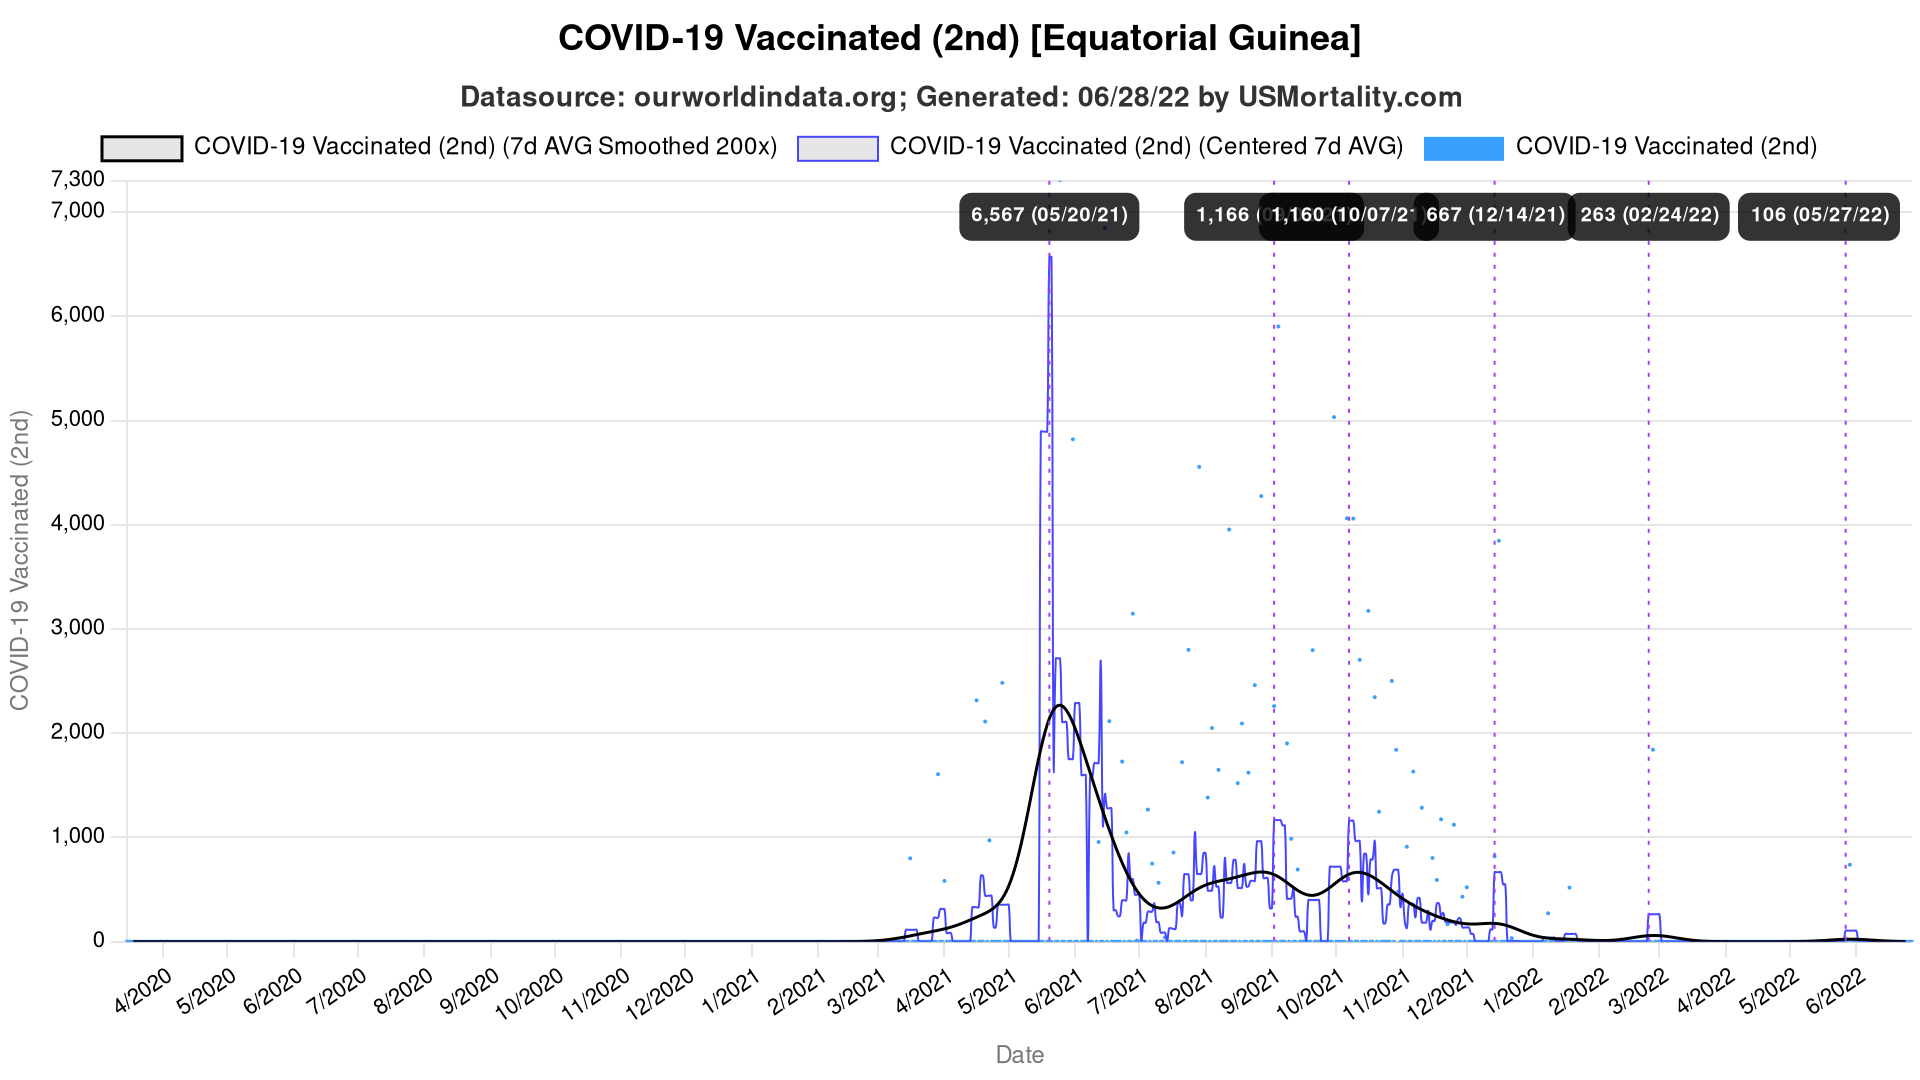 COVID-19 Vaccinated (2nd) [Equatorial Guinea]
Datasource: ourworldindata.org; Generated: 06/28/22 by USMortality.com
COVID-19 Vaccinated (2nd) (7d AVG Smoothed 200x) COVID-19 Vaccinated (2nd) (Centered 7d AVG) COVID-19 Vaccinated (2nd)
7,300
7,000
6,000
5,000
4,000
3,000
2,000
1,000
0
COVID-19 Vaccinated (2nd)
6,567 (05/20/21) 1,166 1,160 (10/07/21) 667 (12/14/21) 263 (02/24/22) 106 (05/27/22)
4/2020 5/2020 6/2020 7/2020 8/2020 9/2020 10/2020 11/2020 12/2020 1/2021 2/2021 3/2021 4/2021 5/2021 6/2021 7/2021 8/2021 9/2021 10/2021 11/2021 12/2021 1/2022 2/2022 3/2022 4/2022 5/2022 6/2022
Date